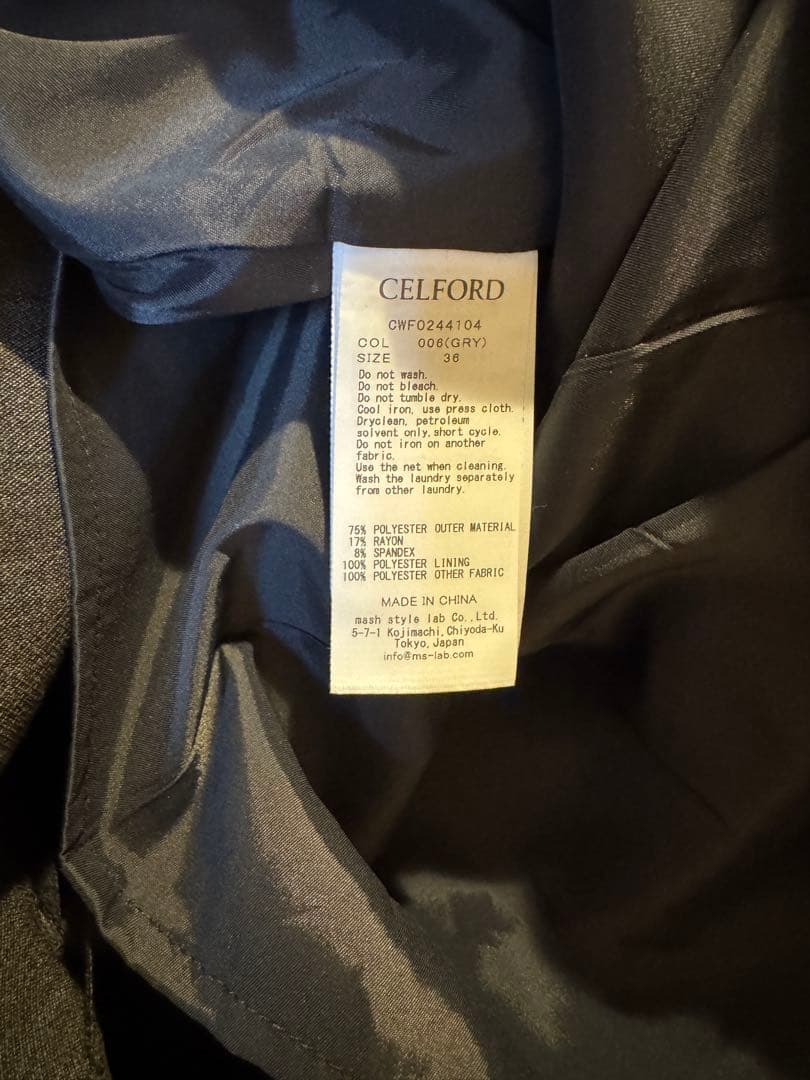 CELFORD
CWF0244104
COL 006(GRY)
SIZE 36
Do not wash.
Do not bleach.
Do not tumble dry.
Cool iron, use press cloth.
Dryclean, petroleum
solvent only, short cycle.
Do not iron on another
fabric.
Use the net when cleaning.
Wash the laundry separately
from other laundry.
75% POLYESTER OUTER MATERIAL
17% RAYON
8% SPANDEX
100% POLYESTER LINING
100% POLYESTER OTHER FABRIC
MADE IN CHINA
mash style lab Co., Ltd.
5-7-1 Kojimachi, Chiyoda-Ku
Tokyo, Japan
info@ms-lab.com